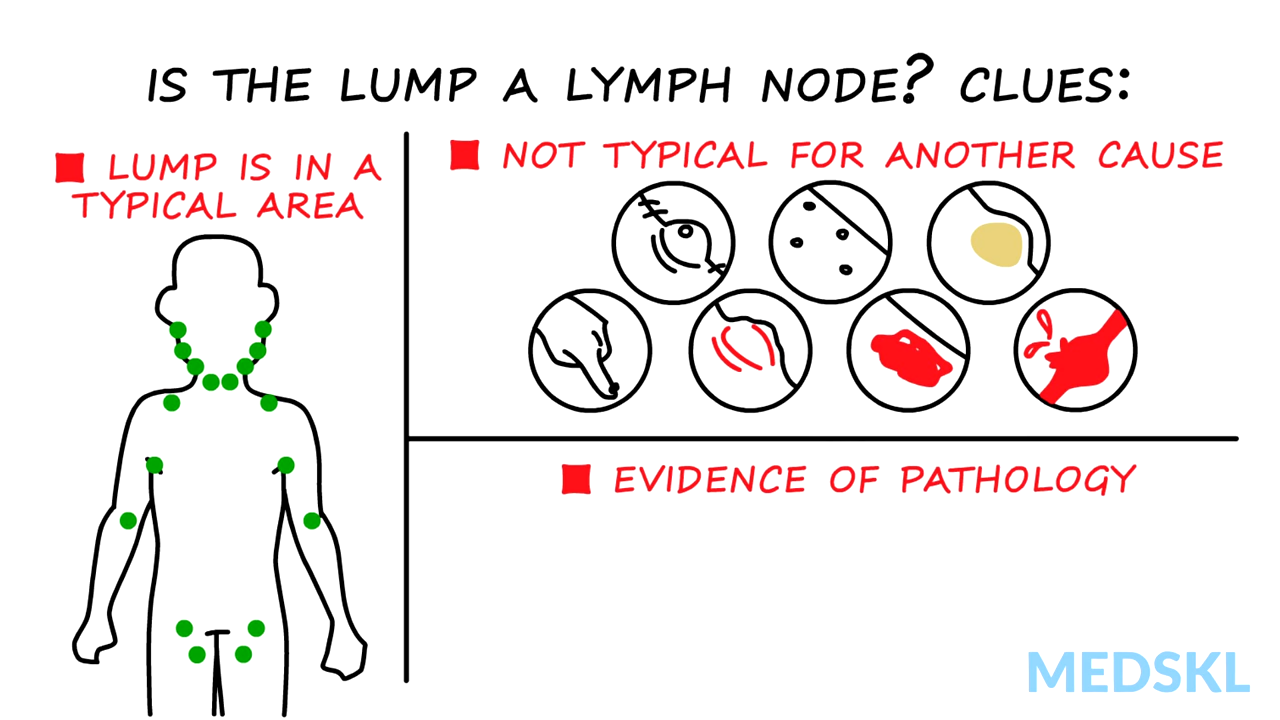 IS THE LUMP A LYMPH NODE? CLUES:
LUMP IS IN A
TYPICAL AREA
NOT TYPICAL FOR ANOTHER CAUSE
EVIDENCE OF PATHOLOGY
MEDSKL